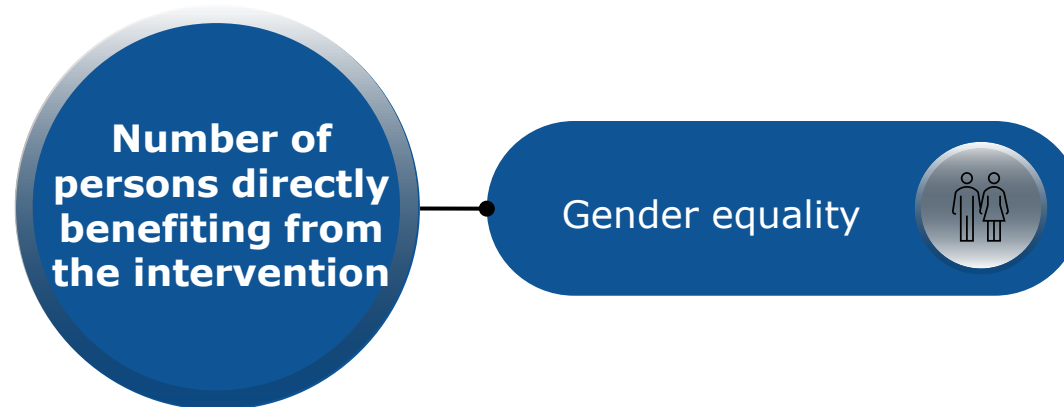 Number of
persons directly
benefiting from
the intervention
Gender equality